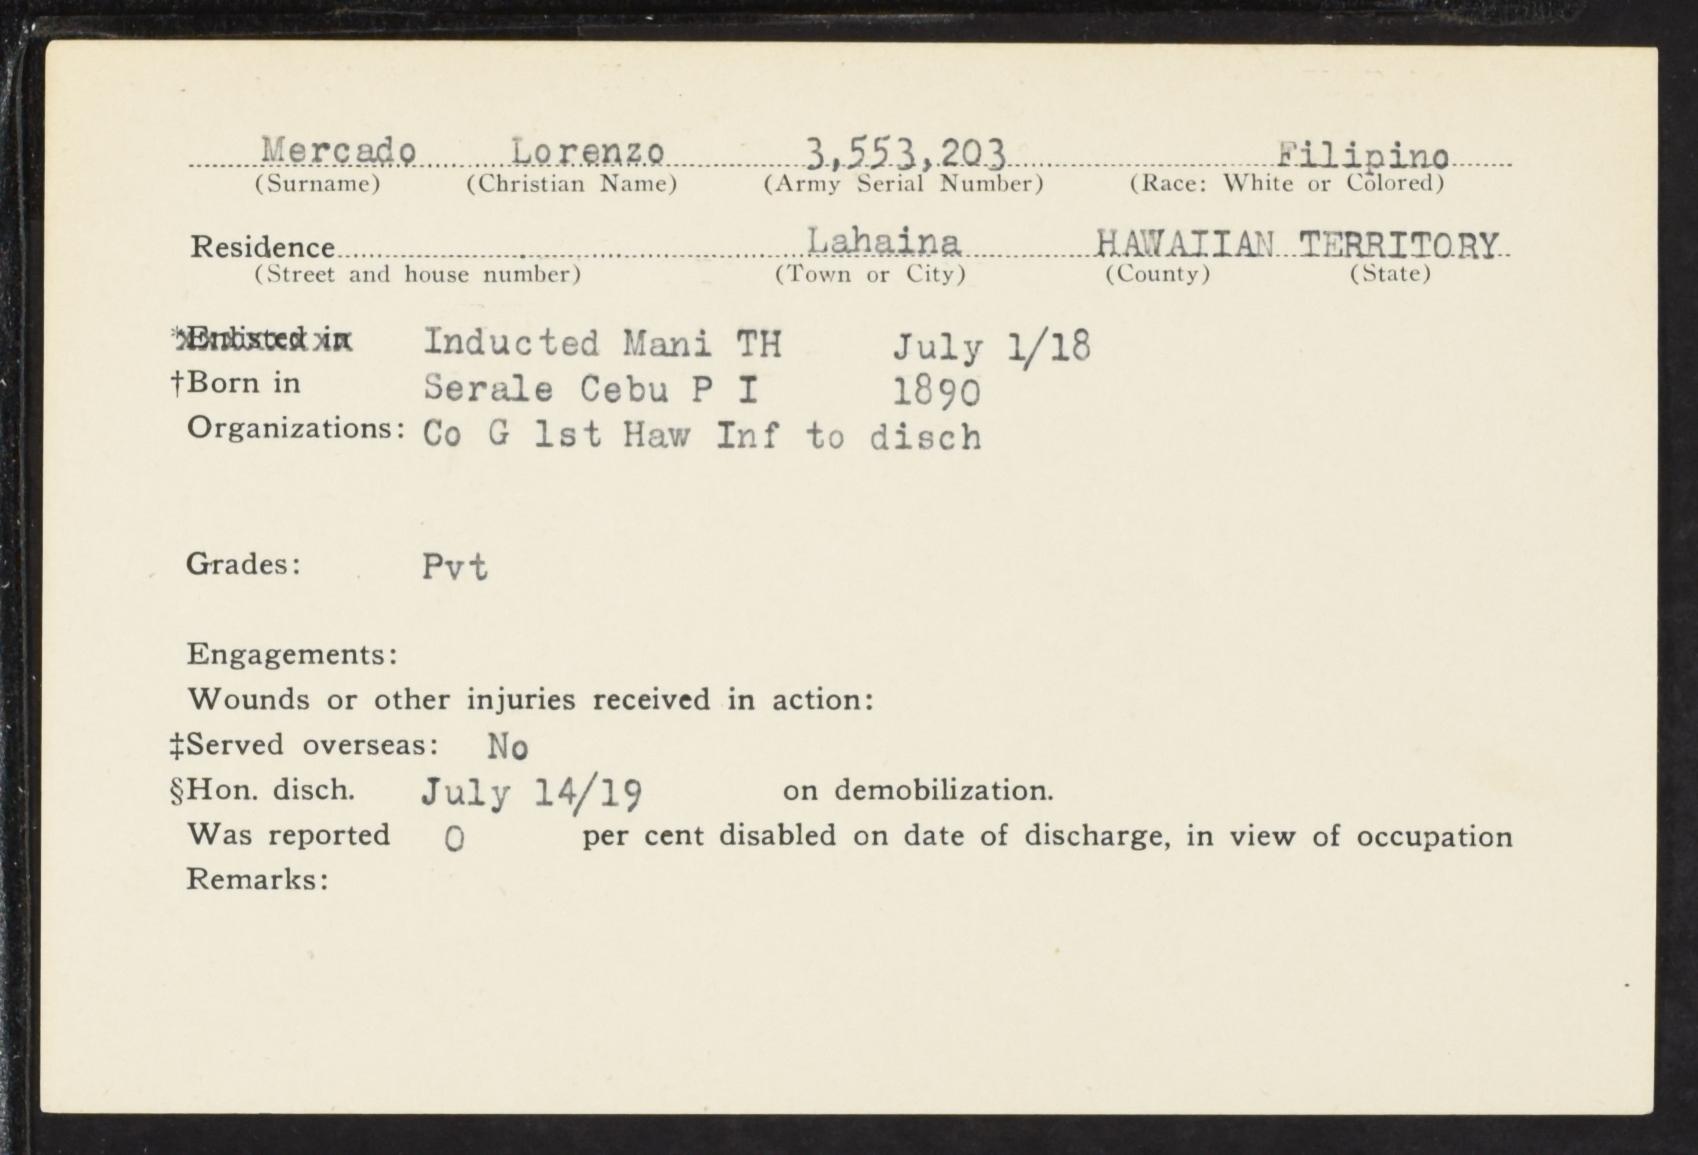 Mercado Lorenzo 3,553,203 Filipino
(Surname) (Christian Name) (Army Serial Number) (Race: White or Colored)
Residence Lahaina HAWAIIAN TERRITORY
(Street and house number) (Town or City) (County) (State)
*Enlisted in Inducted Mani TH July 1/18
†Born in Serale Cebu P I 1890
Organizations: Co G 1st Haw Inf to disch
Grades: Pvt
Engagements:
Wounds or other injuries received in action:
‡Served overseas: No
§Hon. disch. July 14/19 on demobilization.
Was reported 0 per cent disabled on date of discharge, in view of occupation
Remarks: